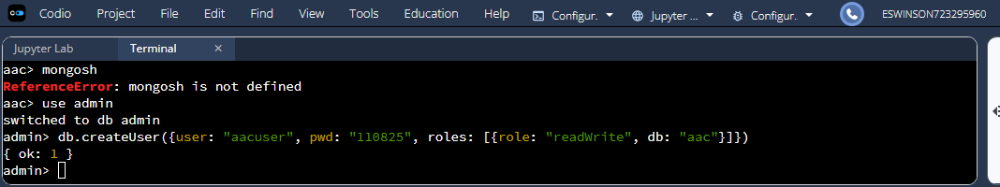 Codio Project File Edit Find View Tools Education Help Configur. Jupyter ... Configur. ESWINSON723295960
Jupyter Lab Terminal ×
aac> mongosh
ReferenceError: mongosh is not defined
aac> use admin
switched to db admin
admin> db.createUser({user: "aacuser", pwd: "110825", roles: [{role: "readWrite", db: "aac"}]})
{ ok: 1 }
admin>